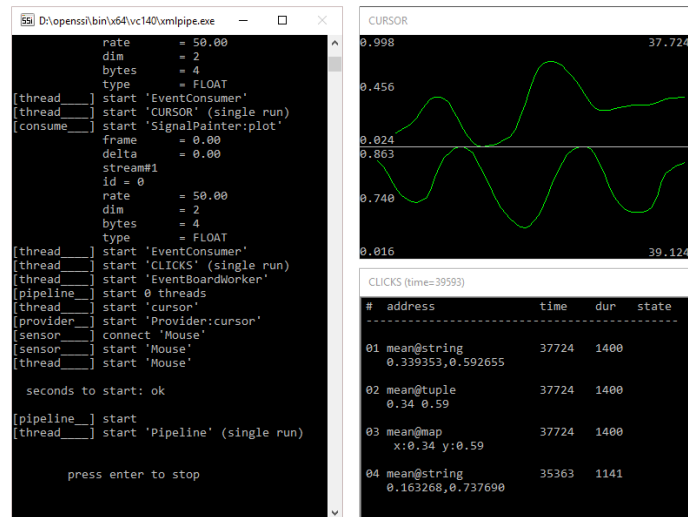 SSi D:\openssi\bin\x64\vc140\xmlpipe.exe
rate = 50.00
dim = 2
bytes = 4
type = FLOAT
[thread____] start 'EventConsumer'
[thread____] start 'CURSOR' (single run)
[consume___] start 'SignalPainter:plot'
frame = 0.00
delta = 0.00
stream#1
id = 0
rate = 50.00
dim = 2
bytes = 4
type = FLOAT
[thread____] start 'EventConsumer'
[thread____] start 'CLICKS' (single run)
[thread____] start 'EventBoardWorker'
[pipeline__] start 0 threads
[thread____] start 'cursor'
[provider__] start 'Provider:cursor'
[sensor____] connect 'Mouse'
[sensor____] start 'Mouse'
[thread____] start 'Mouse'
seconds to start: ok
[pipeline__] start
[thread____] start 'Pipeline' (single run)
press enter to stop
CURSOR
0.998 37.724
0.456
0.024
0.863
0.740
0.016 39.124
CLICKS (time=39593)
# address time dur state
-----------------------------------------
01 mean@string 37724 1400
0.339353,0.592655
02 mean@tuple 37724 1400
0.34 0.59
03 mean@map 37724 1400
x:0.34 y:0.59
04 mean@string 35363 1141
0.163268,0.737690